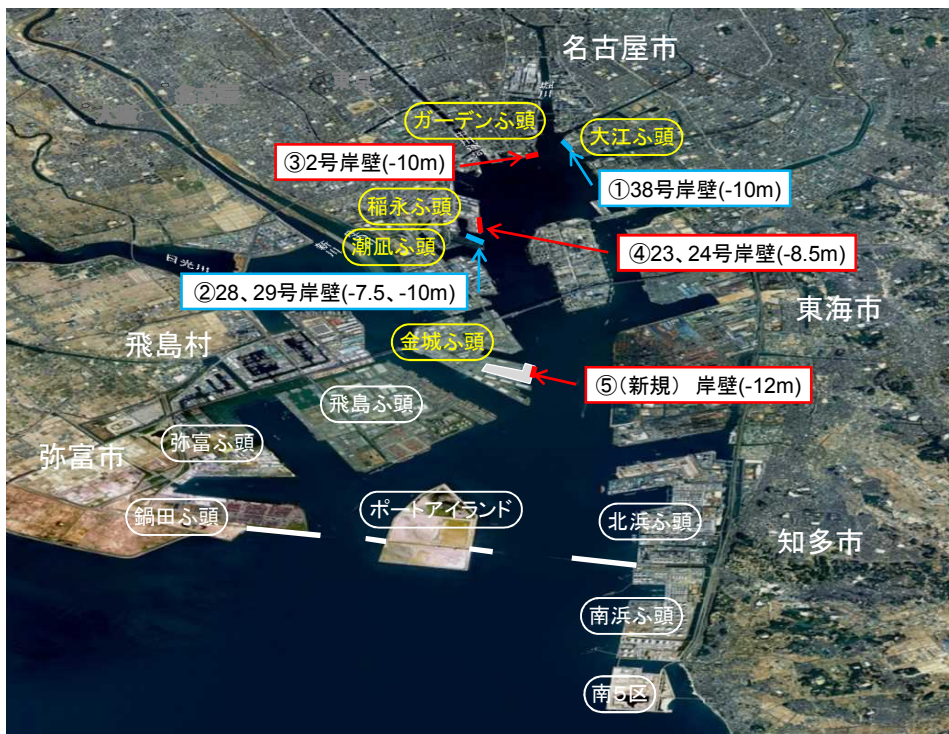 名古屋市
ガーデンふ頭
大江ふ頭
③2号岸壁(-10m)
①38号岸壁(-10m)
稲永ふ頭
潮凪ふ頭
④23、24号岸壁(-8.5m)
日光川
②28、29号岸壁(-7.5、-10m)
東海市
飛島村
金城ふ頭
⑤(新規) 岸壁(-12m)
飛島ふ頭
弥富ふ頭
弥富市
鍋田ふ頭
ポートアイランド
北浜ふ頭
知多市
南浜ふ頭
南5区